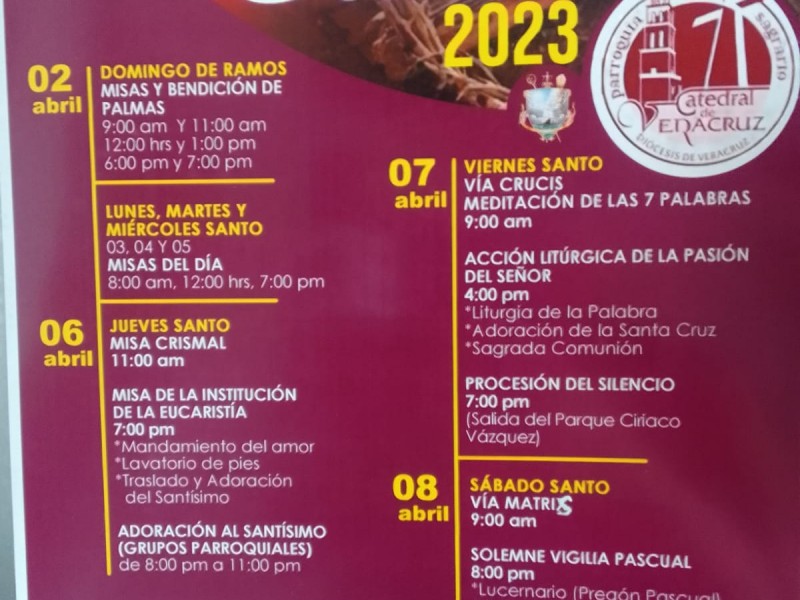 2023
parroquia
sagrario
Catedral
de
VERACRUZ
DIÓCESIS DE VERACRUZ
02
abril
DOMINGO DE RAMOS
MISAS Y BENDICIÓN DE
PALMAS
9:00 am Y 11:00 am
12:00 hrs y 1:00 pm
6:00 pm y 7:00 pm
LUNES, MARTES Y
MIÉRCOLES SANTO
03, 04 Y 05
MISAS DEL DÍA
8:00 am, 12:00 hrs, 7:00 pm
06
abril
JUEVES SANTO
MISA CRISMAL
11:00 am
MISA DE LA INSTITUCIÓN
DE LA EUCARISTÍA
7:00 pm
*Mandamiento del amor
*Lavatorio de pies
*Traslado y Adoración
del Santísimo
ADORACIÓN AL SANTÍSIMO
(GRUPOS PARROQUIALES)
de 8:00 pm a 11:00 pm
07
abril
VIERNES SANTO
VÍA CRUCIS
MEDITACIÓN DE LAS 7 PALABRAS
9:00 am
ACCIÓN LITÚRGICA DE LA PASIÓN
DEL SEÑOR
4:00 pm
*Liturgía de la Palabra
*Adoración de la Santa Cruz
*Sagrada Comunión
PROCESIÓN DEL SILENCIO
7:00 pm
(Salida del Parque Ciríaco
Vázquez)
08
abril
SÁBADO SANTO
VÍA MATRIS
9:00 am
SOLEMNE VIGILIA PASCUAL
8:00 pm
*Lucernario (Pregón Pascual)